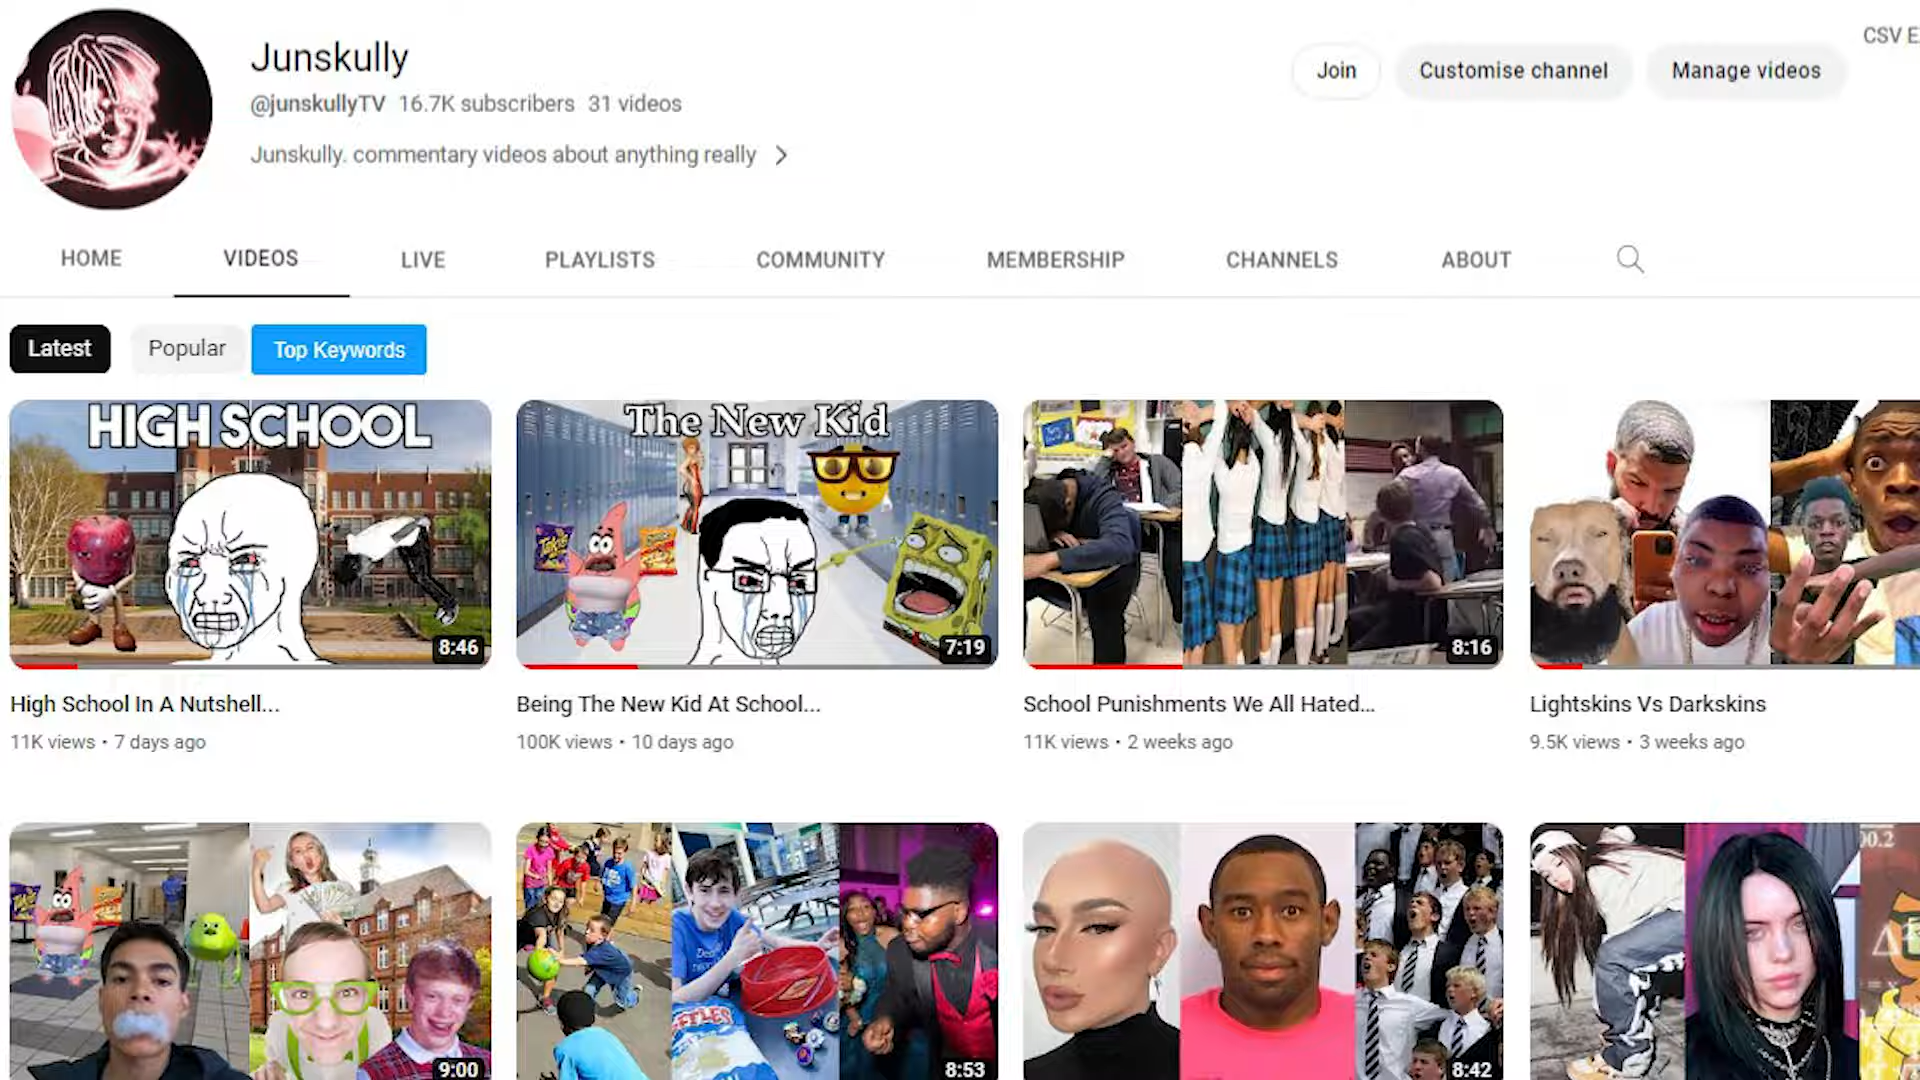 CSV E
Junskully
@junskullyTV 16.7K subscribers 31 videos
Junskully. commentary videos about anything really
Join
Customise channel
Manage videos
HOME
VIDEOS
LIVE
PLAYLISTS
COMMUNITY
MEMBERSHIP
CHANNELS
ABOUT
Latest
Popular
Top Keywords
HIGH SCHOOL
8:46
The New Kid
Takis
7:19
8:16
High School In A Nutshell...
11K views • 7 days ago
Being The New Kid At School...
100K views • 10 days ago
School Punishments We All Hated...
11K views • 2 weeks ago
Lightskins Vs Darkskins
9.5K views • 3 weeks ago
9:00
8:53
8:42
00.2